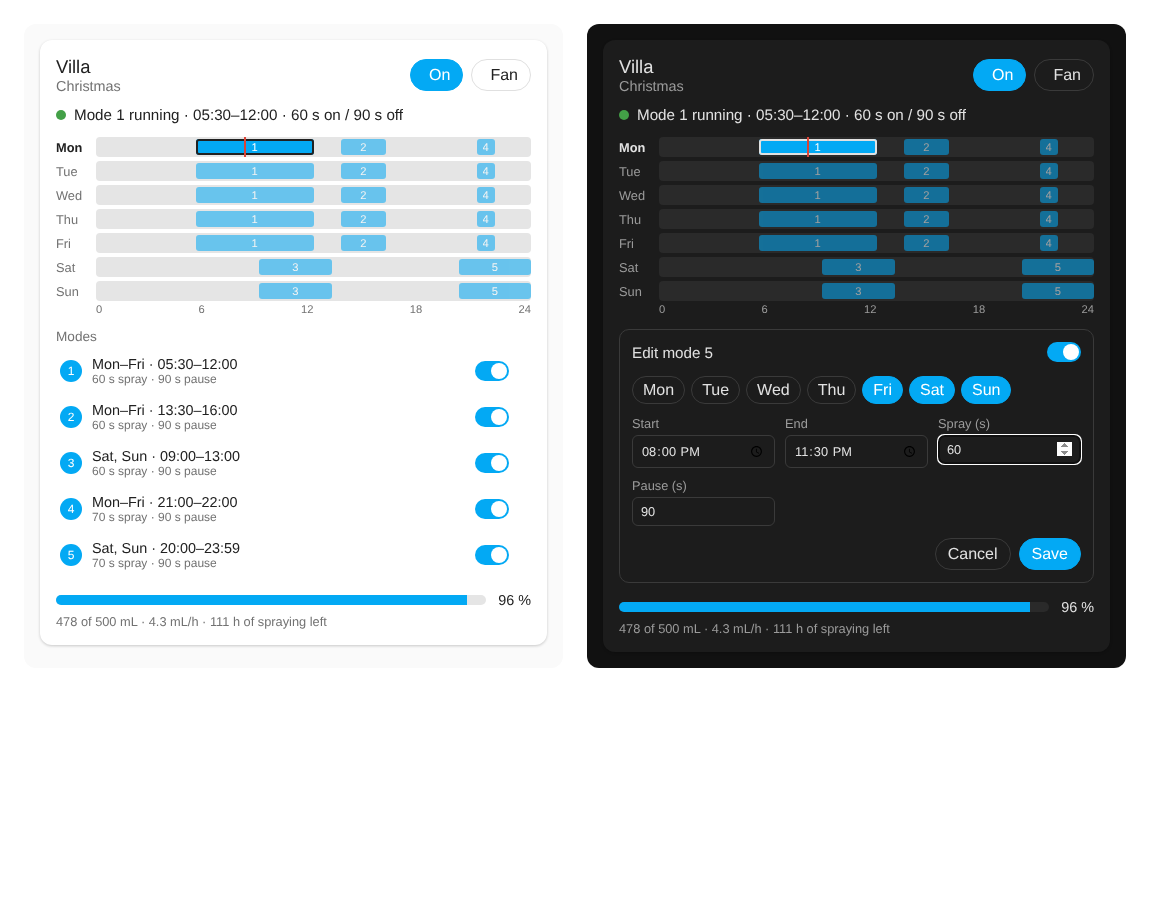 Villa
Christmas
On Fan
Mode 1 running · 05:30–12:00 · 60 s on / 90 s off
Mon 1 2 4
Tue 1 2 4
Wed 1 2 4
Thu 1 2 4
Fri 1 2 4
Sat 3 5
Sun 3 5
0 6 12 18 24
Modes
1 Mon–Fri · 05:30–12:00
60 s spray · 90 s pause
2 Mon–Fri · 13:30–16:00
60 s spray · 90 s pause
3 Sat, Sun · 09:00–13:00
60 s spray · 90 s pause
4 Mon–Fri · 21:00–22:00
70 s spray · 90 s pause
5 Sat, Sun · 20:00–23:59
70 s spray · 90 s pause
96 %
478 of 500 mL · 4.3 mL/h · 111 h of spraying left
Villa
Christmas
On Fan
Mode 1 running · 05:30–12:00 · 60 s on / 90 s off
Mon 1 2 4
Tue 1 2 4
Wed 1 2 4
Thu 1 2 4
Fri 1 2 4
Sat 3 5
Sun 3 5
0 6 12 18 24
Edit mode 5
Mon Tue Wed Thu Fri Sat Sun
Start End Spray (s)
08:00 PM 11:30 PM 60
Pause (s)
90
Cancel Save
96 %
478 of 500 mL · 4.3 mL/h · 111 h of spraying left